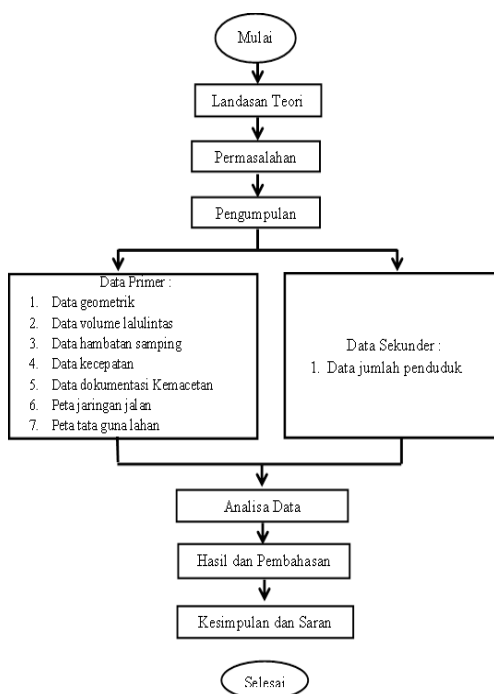 Mulai
Landasan Teori
Permasalahan
Pengumpulan
Data Primer :
1. Data geometrik
2. Data volume lalulintas
3. Data hambatan samping
4. Data kecepatan
5. Data dokumentasi Kemacetan
6. Peta jaringan jalan
7. Peta tata guna lahan
Data Sekunder :
1. Data jumlah penduduk
Analisa Data
Hasil dan Pembahasan
Kesimpulan dan Saran
Selesai